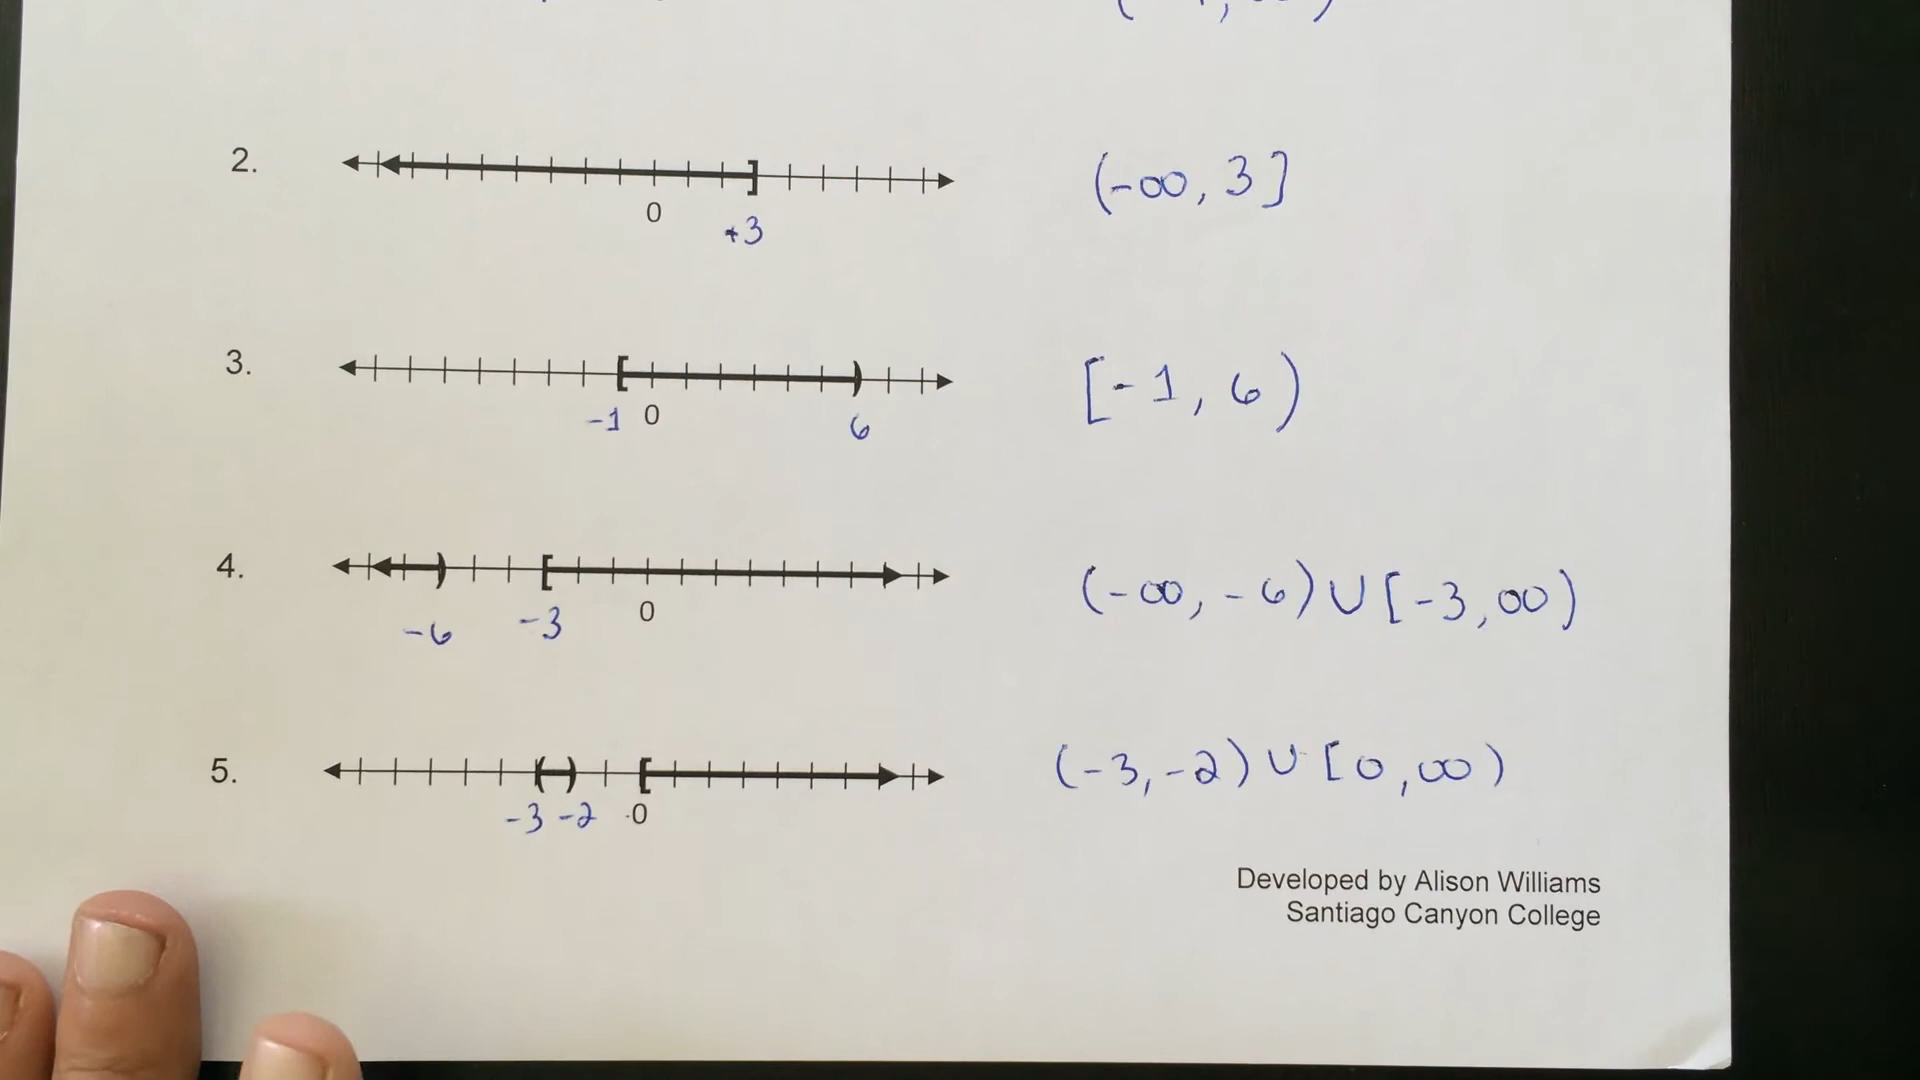 2. 0 +3 (-∞, 3]
3. -1 0 6 [-1, 6)
4. -6 -3 0 (-∞, -6) ∪ [-3, ∞)
5. -3 -2 0 (-3, -2) ∪ [0, ∞)
Developed by Alison Williams
Santiago Canyon College